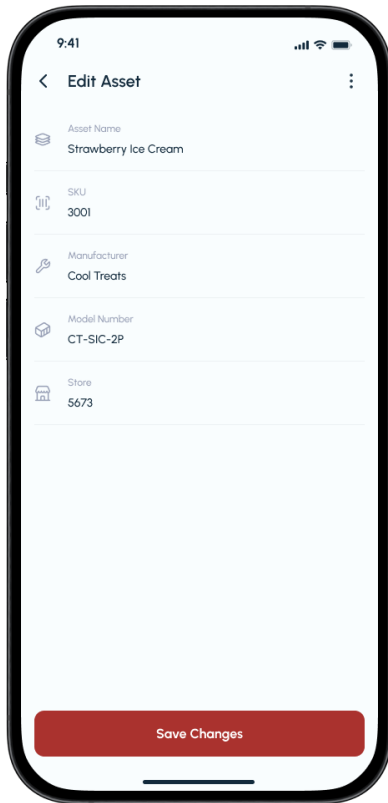 9:41
Edit Asset
Asset Name
Strawberry Ice Cream
SKU
3001
Manufacturer
Cool Treats
Model Number
CT-SIC-2P
Store
5673
Save Changes